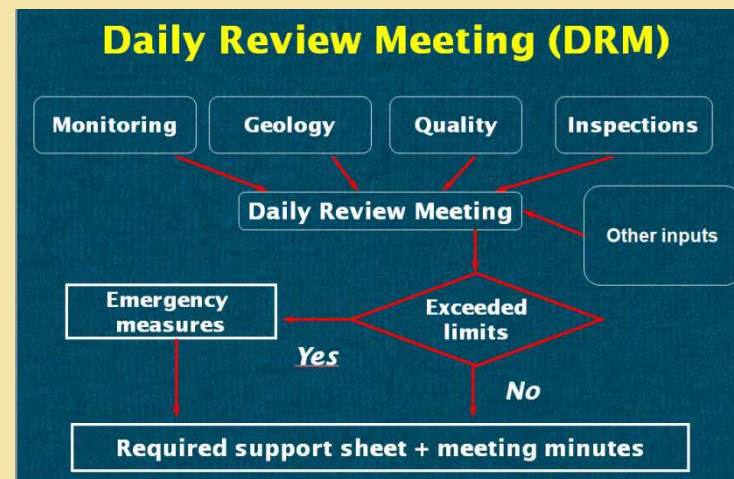 Daily Review Meeting (DRM)
Monitoring
Geology
Quality
Inspections
Daily Review Meeting
Other inputs
Emergency
measures
Exceeded
limits
Yes
No
Required support sheet + meeting minutes